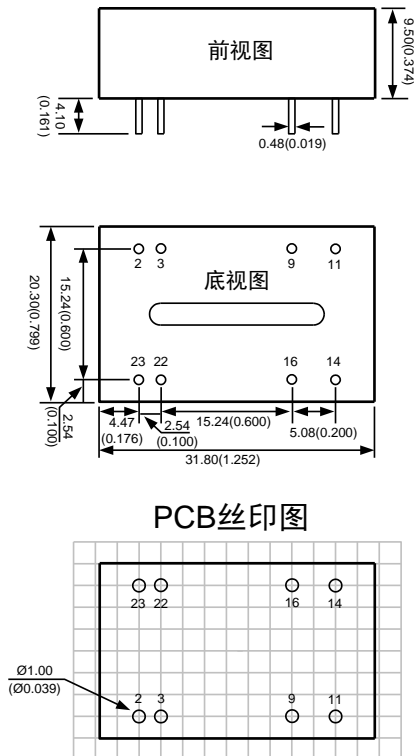 前视图
9.50(0.374)
4.10
(0.161)
0.48(0.019)
2 3 9 11
底视图
20.30(0.799)
15.24(0.600)
23 22 16 14
2.54
(0.100)
4.47
(0.176)
2.54
(0.100)
15.24(0.600)
5.08(0.200)
31.80(1.252)
PCB丝印图
23 22 16 14
Ø1.00
(Ø0.039)
2 3 9 11